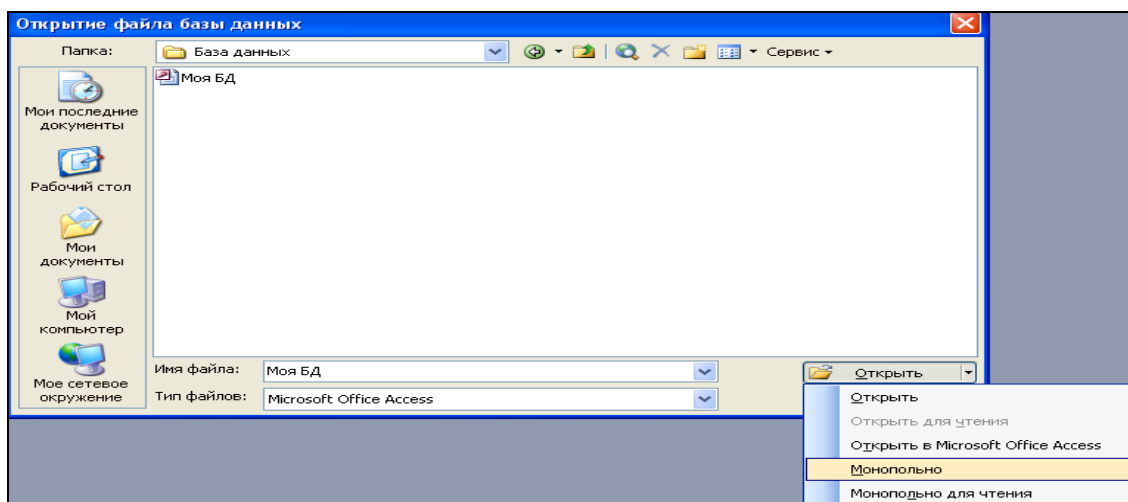 Открытие файла базы данных
Папка:
База данных
Сервис
Моя БД
Мои последние
документы
Рабочий стол
Мои
документы
Мой
компьютер
Мое сетевое
окружение
Имя файла:
Моя БД
Открыть
Тип файлов:
Microsoft Office Access
Открыть
Открыть для чтения
Открыть в Microsoft Office Access
Монопольно
Монопольно для чтения